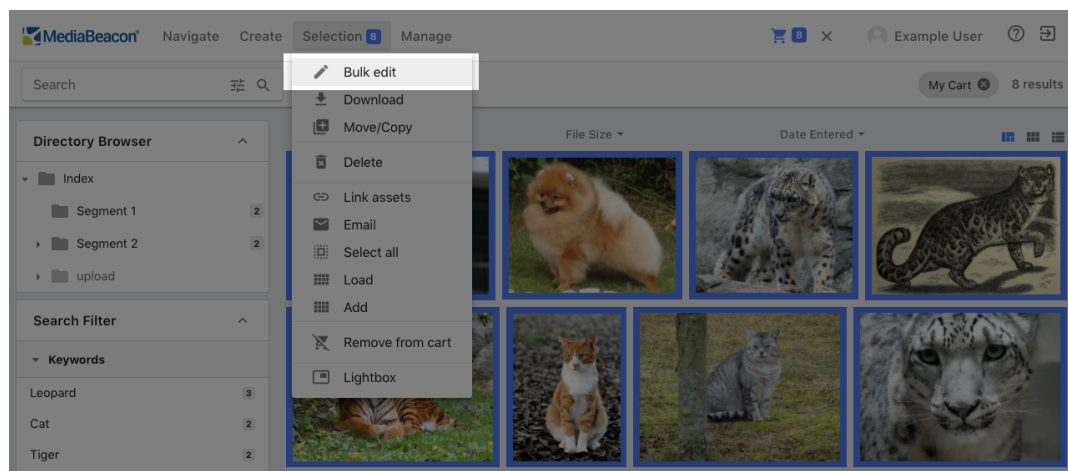 MediaBeacon Navigate Create Selection 8 Manage 8 Example User
Search My Cart 8 results
Bulk edit
Download
Move/Copy
Delete
Link assets
Email
Select all
Load
Add
Remove from cart
Lightbox
File Size Date Entered
Directory Browser
Index
Segment 1 2
Segment 2 2
upload
Search Filter
Keywords
Leopard 3
Cat 2
Tiger 2